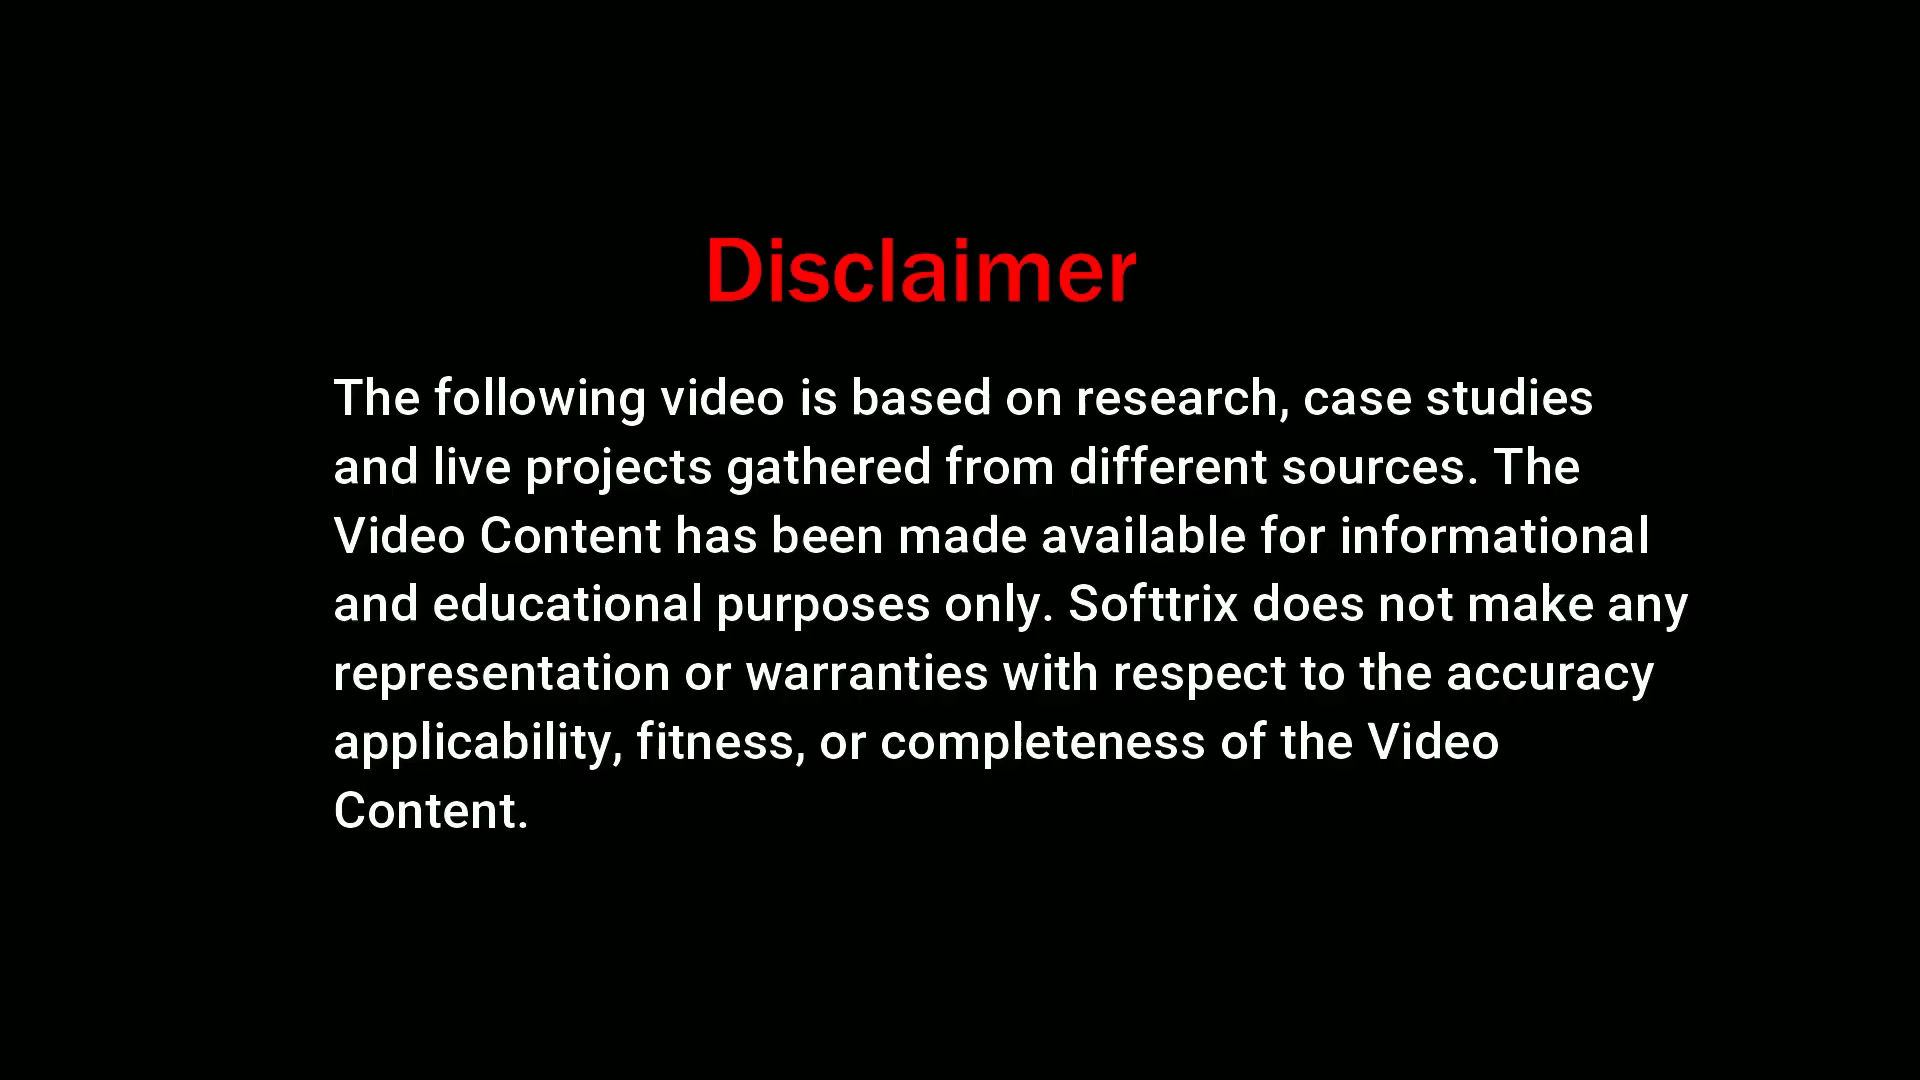 Disclaimer
The following video is based on research, case studies
and live projects gathered from different sources. The
Video Content has been made available for informational
and educational purposes only. Softtrix does not make any
representation or warranties with respect to the accuracy
applicability, fitness, or completeness of the Video
Content.